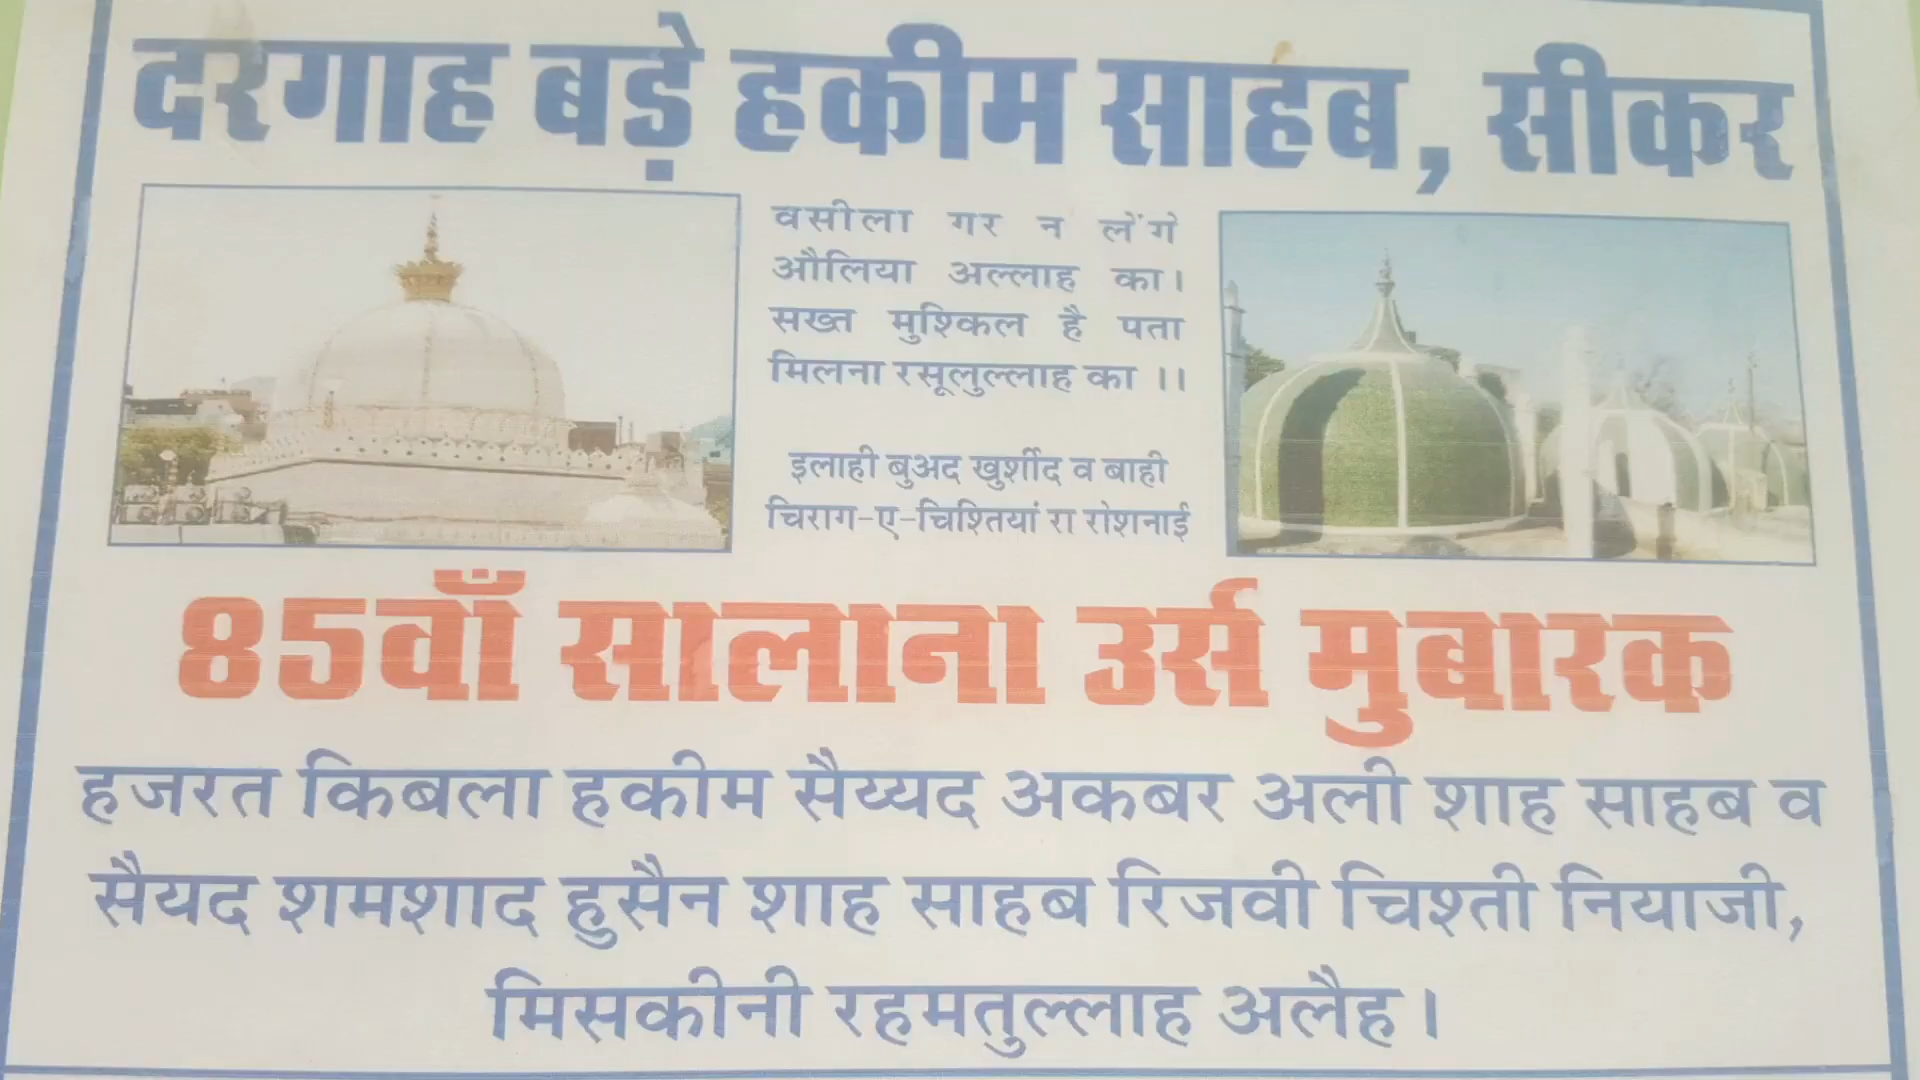 दरगाह बड़े हकीम साहब, सीकर
वसीला गर न लेंगे
औलिया अल्लाह का।
सख्त मुश्किल है पता
मिलना रसूलुल्लाह का ।।
इलाही बुअद खुर्शीद व बाही
चिराग-ए-चिश्तियां रा रोशनाई
85वाँ सालाना उर्स मुबारक
हजरत किबला हकीम सैय्यद अकबर अली शाह साहब व
सैयद शमशाद हुसैन शाह साहब रिजवी चिश्ती नियाजी,
मिसकीनी रहमतुल्लाह अलैह।